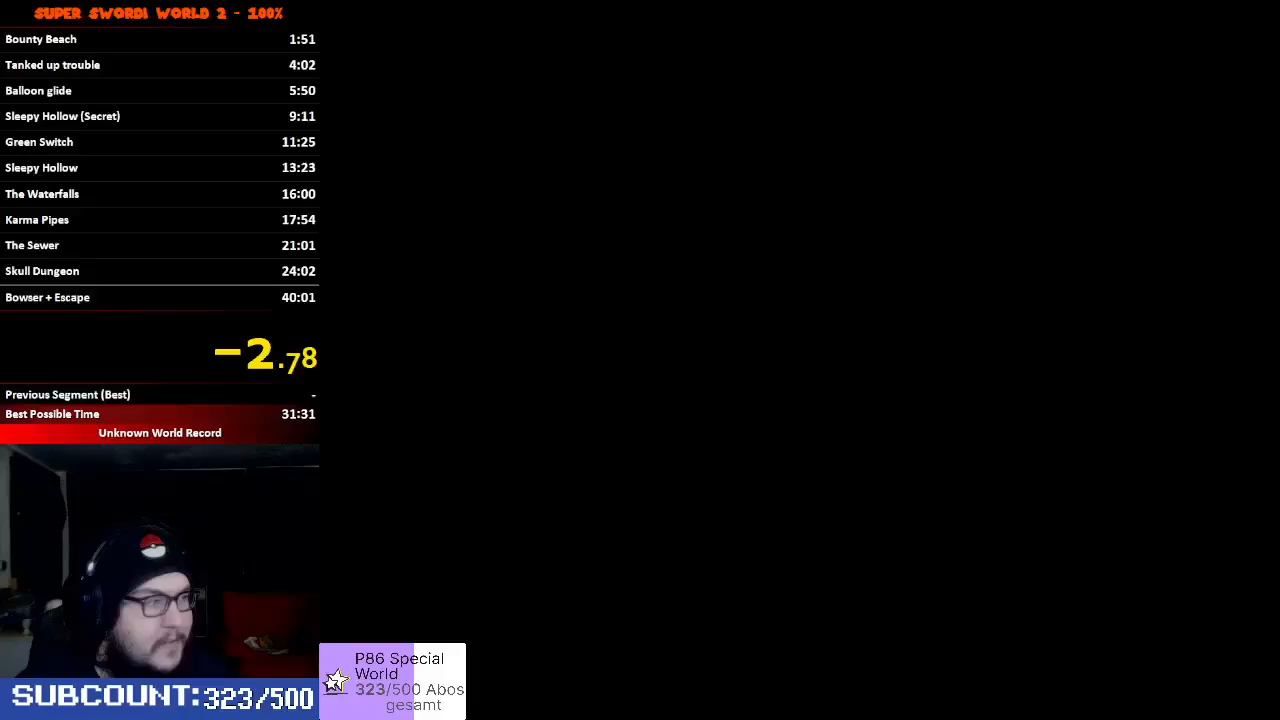 SUPER SWORD! WORLD 2 - 100%
Bounty Beach 1:51
Tanked up trouble 4:02
Balloon glide 5:50
Sleepy Hollow (Secret) 9:11
Green Switch 11:25
Sleepy Hollow 13:23
The Waterfalls 16:00
Karma Pipes 17:54
The Sewer 21:01
Skull Dungeon 24:02
Bowser + Escape 40:01
−2.78
Previous Segment (Best) -
Best Possible Time 31:31
Unknown World Record
SUBCOUNT:323/500
P86 Special
World
323/500 Abos
gesamt